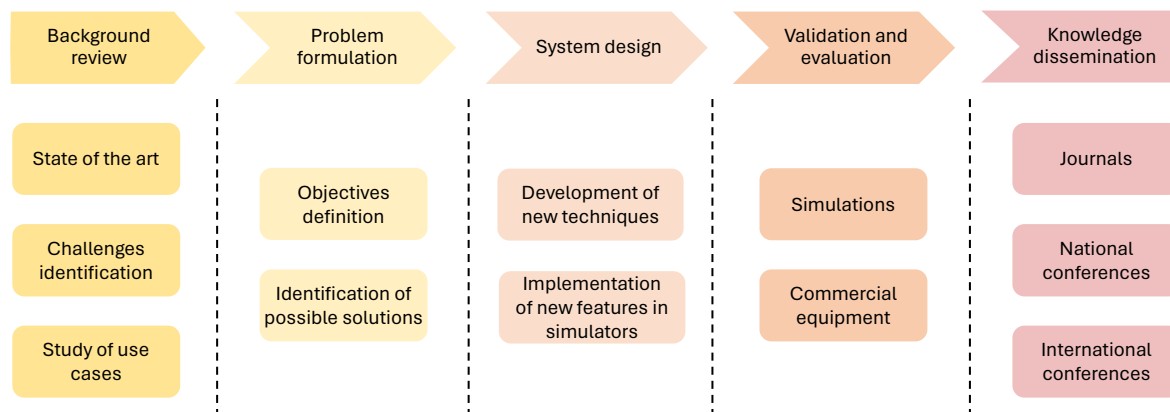 Background
review
Problem
formulation
System design
Validation and
evaluation
Knowledge
dissemination
State of the art
Challenges
identification
Study of use
cases
Objectives
definition
Identification of
possible solutions
Development of
new techniques
Implementation
of new features in
simulators
Simulations
Commercial
equipment
Journals
National
conferences
International
conferences